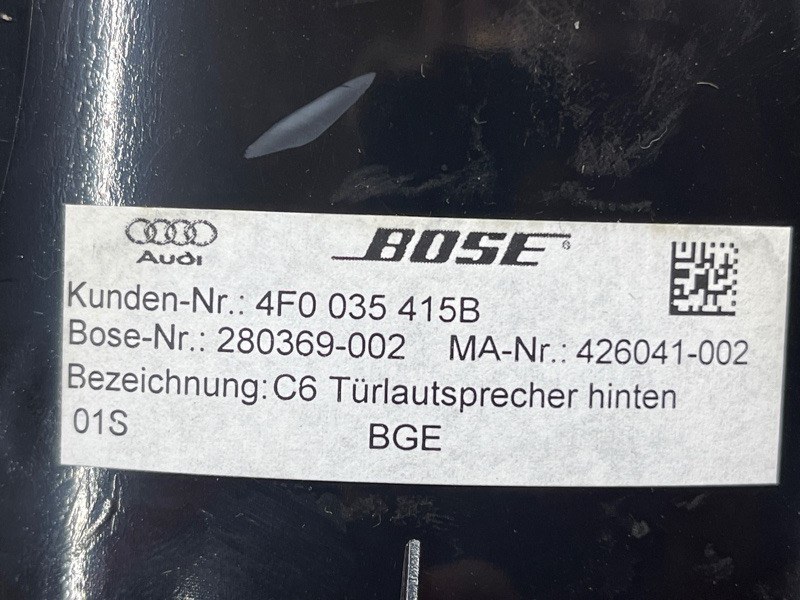 Audi BOSE®
Kunden-Nr.: 4F0 035 415B
Bose-Nr.: 280369-002 MA-Nr.: 426041-002
Bezeichnung: C6 Türlautsprecher hinten
01S BGE